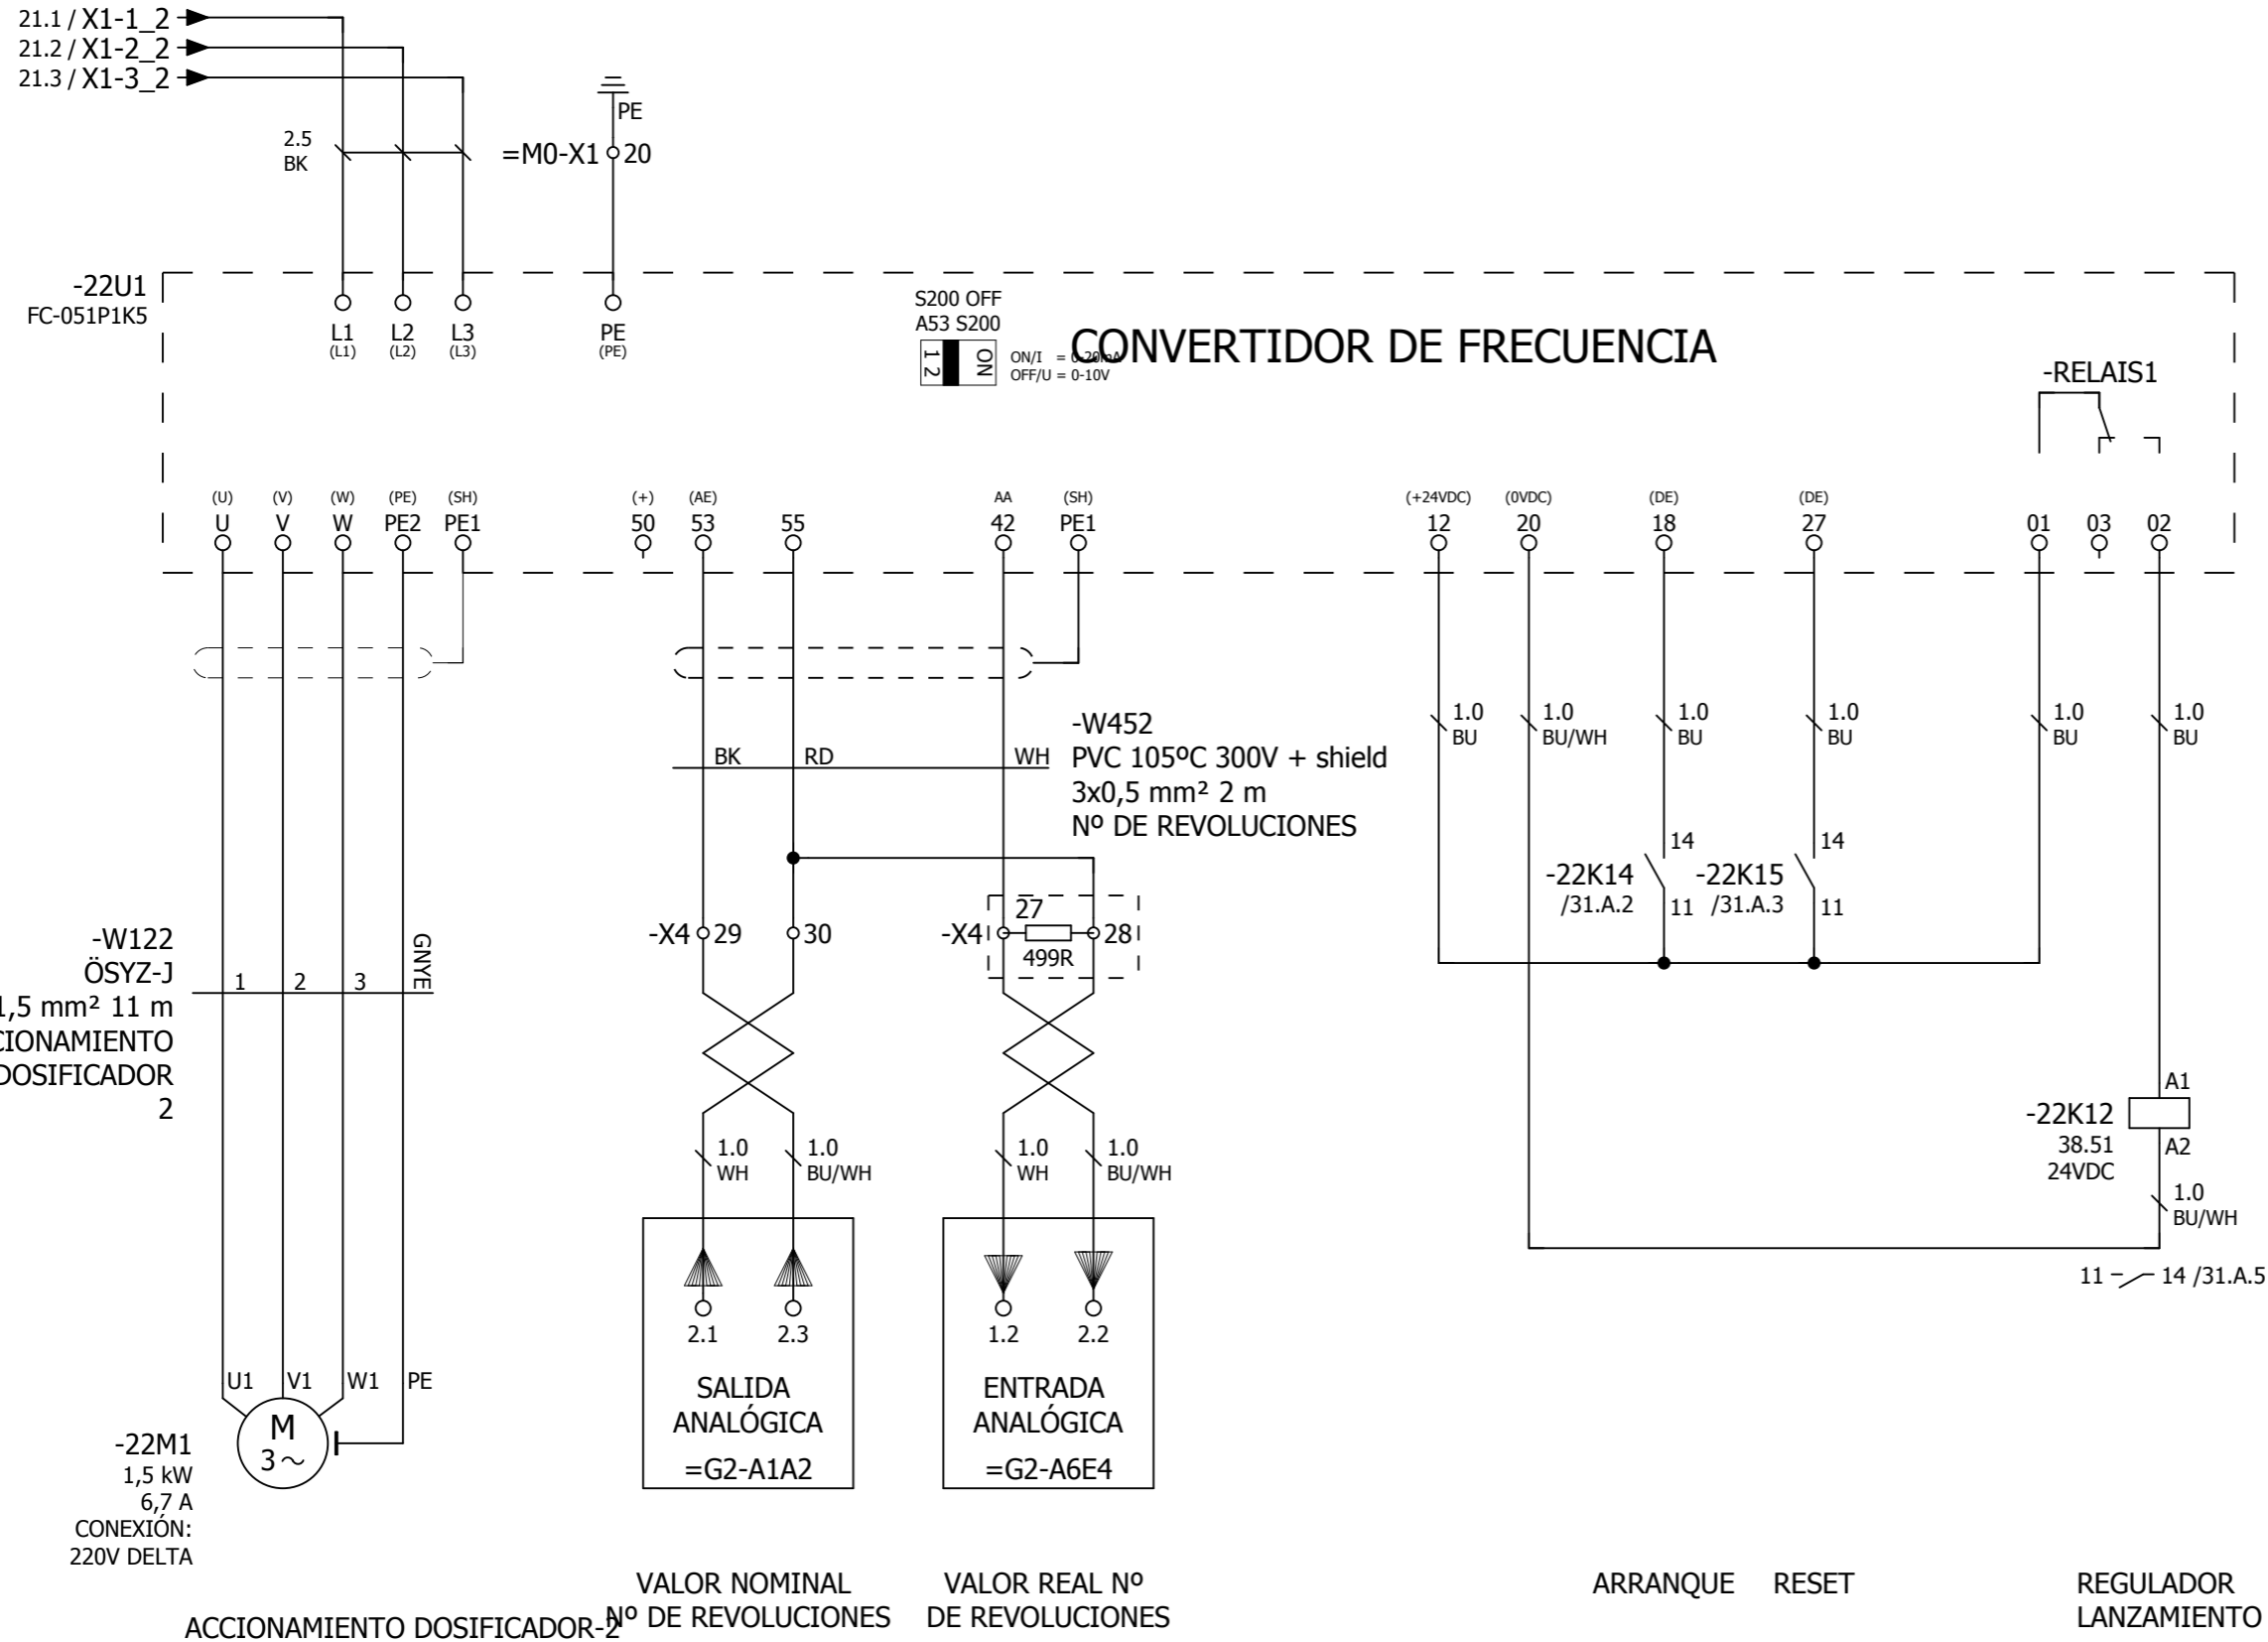 21.1 / X1-1_2
21.2 / X1-2_2
21.3 / X1-3_2
PE
2.5
BK
=M0-X1 20
-22U1
FC-051P1K5
L1 L2 L3 PE
(L1) (L2) (L3) (PE)
S200 OFF
A53 S200
1 2 ON
ON/I = 0-20mA
OFF/U = 0-10V
CONVERTIDOR DE FRECUENCIA
-RELAIS1
(U) (V) (W) (PE) (SH) (+) (AE) AA (SH) (+24VDC) (0VDC) (DE) (DE)
U V W PE2 PE1 50 53 55 42 PE1 12 20 18 27 01 03 02
1.0 1.0 1.0 1.0 1.0 1.0
BU BU/WH BU BU BU BU
BK RD WH
-W452
PVC 105ºC 300V + shield
3x0,5 mm² 2 m
Nº DE REVOLUCIONES
14 14
-22K14 -22K15
/31.A.2 11 /31.A.3 11
27
-X4 29 30 -X4 28
499R
-W122
ÖSYZ-J
1,5 mm² 11 m
CIONAMIENTO
DOSIFICADOR
2
1 2 3 GNYE
1.0 1.0 1.0 1.0
WH BU/WH WH BU/WH
A1
-22K12
38.51
24VDC
A2
1.0
BU/WH
11 14 /31.A.5
2.1 2.3 1.2 2.2
SALIDA
ANALÓGICA
=G2-A1A2
ENTRADA
ANALÓGICA
=G2-A6E4
U1 V1 W1 PE
M
3~
-22M1
1,5 kW
6,7 A
CONEXIÓN:
220V DELTA
ACCIONAMIENTO DOSIFICADOR-2
VALOR NOMINAL
Nº DE REVOLUCIONES
VALOR REAL Nº
DE REVOLUCIONES
ARRANQUE RESET
REGULADOR
LANZAMIENTO